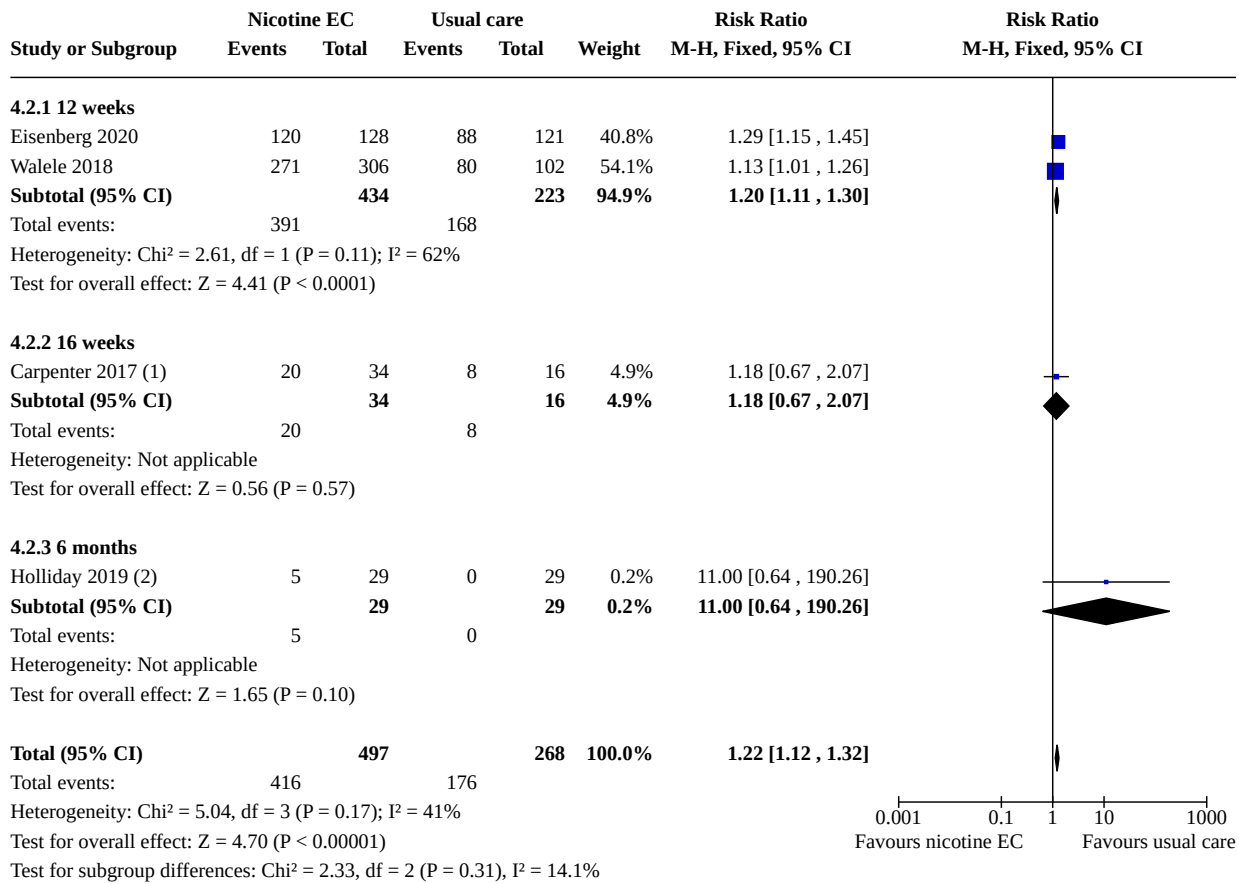 Nicotine EC Usual care Risk Ratio Risk Ratio
Study or Subgroup Events Total Events Total Weight M-H, Fixed, 95% CI M-H, Fixed, 95% CI
4.2.1 12 weeks
Eisenberg 2020 120 128 88 121 40.8% 1.29 [1.15 , 1.45]
Walele 2018 271 306 80 102 54.1% 1.13 [1.01 , 1.26]
Subtotal (95% CI) 434 223 94.9% 1.20 [1.11 , 1.30]
Total events: 391 168
Heterogeneity: Chi² = 2.61, df = 1 (P = 0.11); I² = 62%
Test for overall effect: Z = 4.41 (P < 0.0001)
4.2.2 16 weeks
Carpenter 2017 (1) 20 34 8 16 4.9% 1.18 [0.67 , 2.07]
Subtotal (95% CI) 34 16 4.9% 1.18 [0.67 , 2.07]
Total events: 20 8
Heterogeneity: Not applicable
Test for overall effect: Z = 0.56 (P = 0.57)
4.2.3 6 months
Holliday 2019 (2) 5 29 0 29 0.2% 11.00 [0.64 , 190.26]
Subtotal (95% CI) 29 29 0.2% 11.00 [0.64 , 190.26]
Total events: 5 0
Heterogeneity: Not applicable
Test for overall effect: Z = 1.65 (P = 0.10)
Total (95% CI) 497 268 100.0% 1.22 [1.12 , 1.32]
Total events: 416 176
Heterogeneity: Chi² = 5.04, df = 3 (P = 0.17); I² = 41%
0.001 0.1 1 10 1000
Test for overall effect: Z = 4.70 (P < 0.00001) Favours nicotine EC Favours usual care
Test for subgroup differences: Chi² = 2.33, df = 2 (P = 0.31), I² = 14.1%